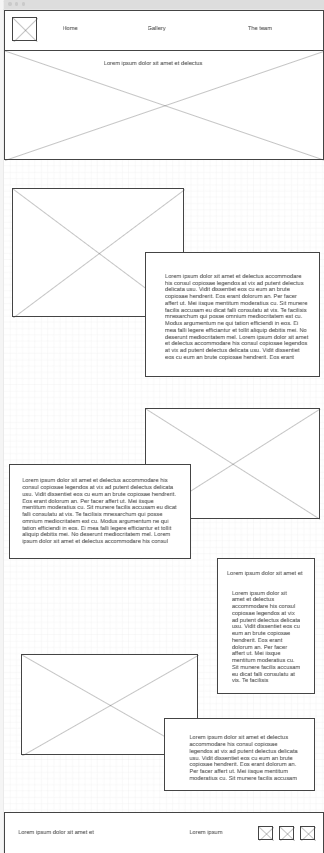 Home
Gallery
The team
Lorem ipsum dolor sit amet et delectus
Lorem ipsum dolor sit amet et delectus accommodare
his consul copiosae legendos at vix ad putent delectus
delicata usu. Vidit dissentiet eos cu eum an brute
copiosae hendrerit. Eos erant dolorum an. Per facer
affert ut. Mei iisque mentitum moderatius cu. Sit munere
facilis accusam eu dicat falli consulatu at vis. Te facilisis
mnesarchum qui posse omnium mediocritatem est cu.
Modus argumentum ne qui tation efficiendi in eos. Ei
mea falli legere efficiantur et tollit aliquip debitis mei. No
deserunt mediocritatem mel. Lorem ipsum dolor sit amet
et delectus accommodare his consul copiosae legendos
at vix ad putent delectus delicata usu. Vidit dissentiet
eos cu eum an brute copiosae hendrerit. Eos erant
Lorem ipsum dolor sit amet et delectus accommodare his
consul copiosae legendos at vix ad putent delectus delicata
usu. Vidit dissentiet eos cu eum an brute copiosae hendrerit.
Eos erant dolorum an. Per facer affert ut. Mei iisque
mentitum moderatius cu. Sit munere facilis accusam eu dicat
falli consulatu at vis. Te facilisis mnesarchum qui posse
omnium mediocritatem est cu. Modus argumentum ne qui
tation efficiendi in eos. Ei mea falli legere efficiantur et tollit
aliquip debitis mei. No deserunt mediocritatem mel. Lorem
ipsum dolor sit amet et delectus accommodare his consul
Lorem ipsum dolor sit amet et
Lorem ipsum dolor sit
amet et delectus
accommodare his consul
copiosae legendos at vix
ad putent delectus delicata
usu. Vidit dissentiet eos cu
eum an brute copiosae
hendrerit. Eos erant
dolorum an. Per facer
affert ut. Mei iisque
mentitum moderatius cu.
Sit munere facilis accusam
eu dicat falli consulatu at
vis. Te facilisis
Lorem ipsum dolor sit amet et delectus
accommodare his consul copiosae
legendos at vix ad putent delectus delicata
usu. Vidit dissentiet eos cu eum an brute
copiosae hendrerit. Eos erant dolorum an.
Per facer affert ut. Mei iisque mentitum
moderatius cu. Sit munere facilis accusam
Lorem ipsum dolor sit amet et
Lorem ipsum